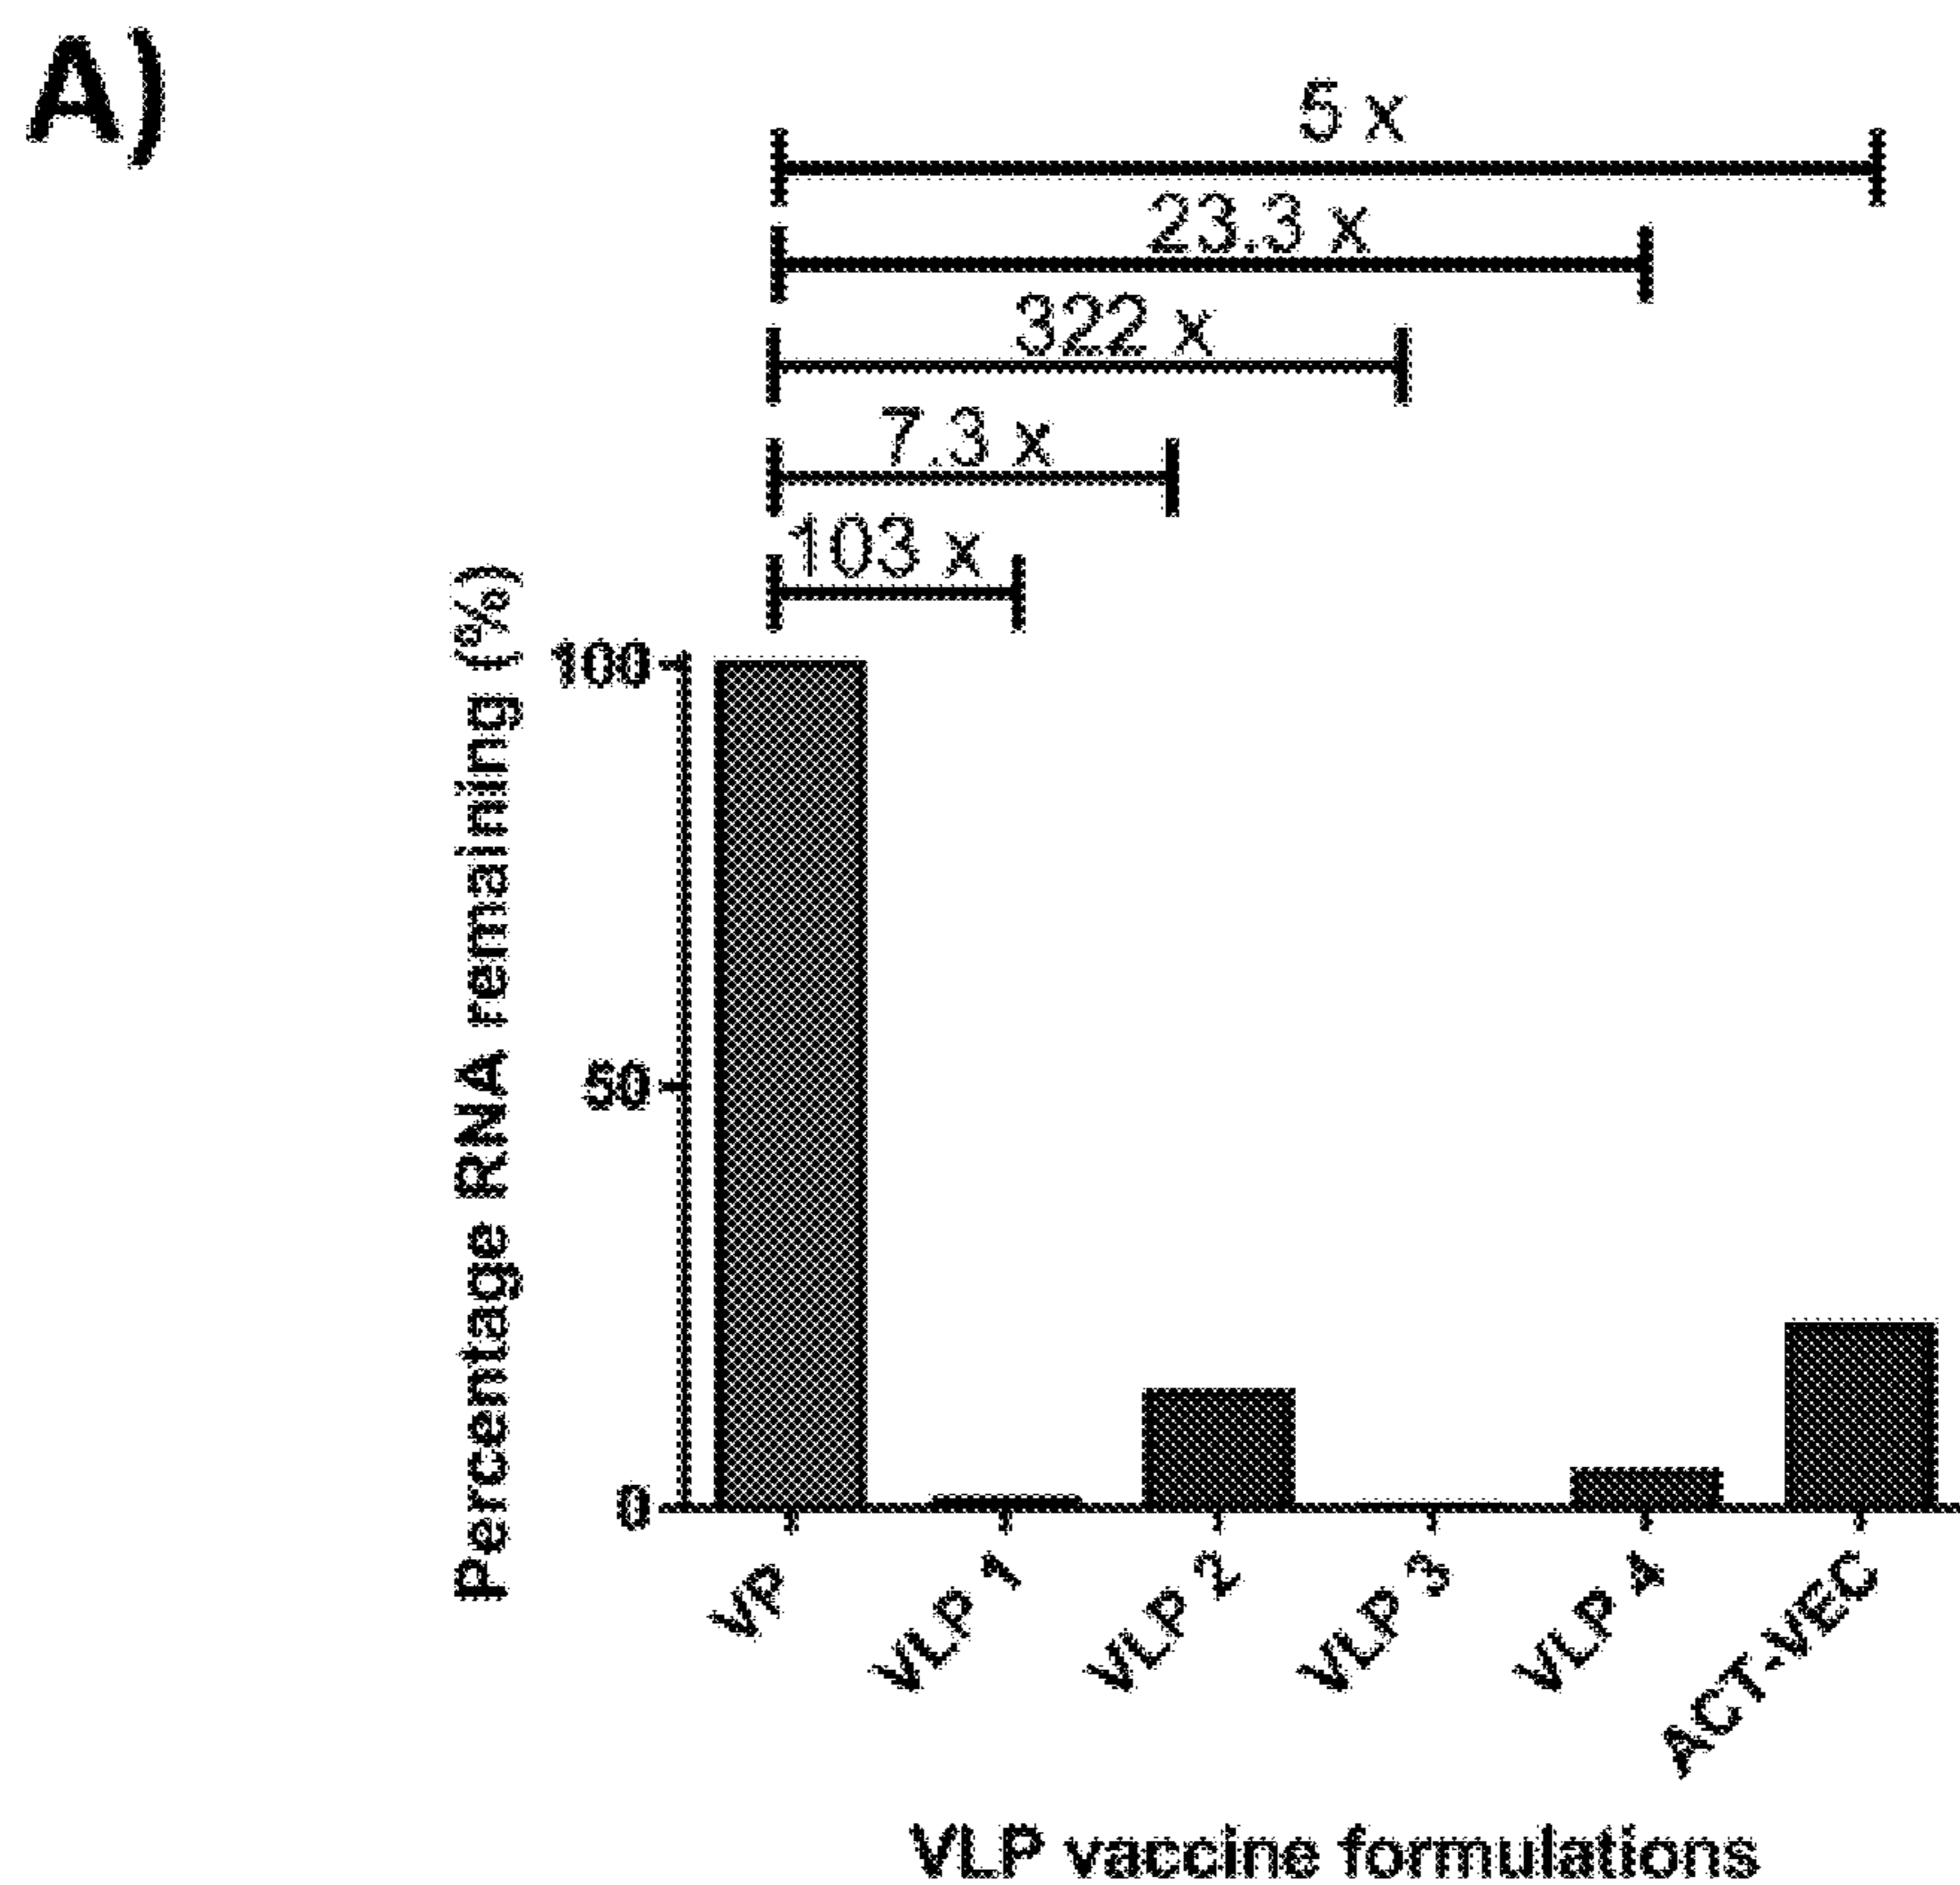 A)
5 x
23.3 x
322 x
7.3 x
103 x
Percentage RNA remaining (%)
100
50
0
VP
VLP 1
VLP 2
VLP 3
VLP 4
ACT-VEC
VLP vaccine formulations